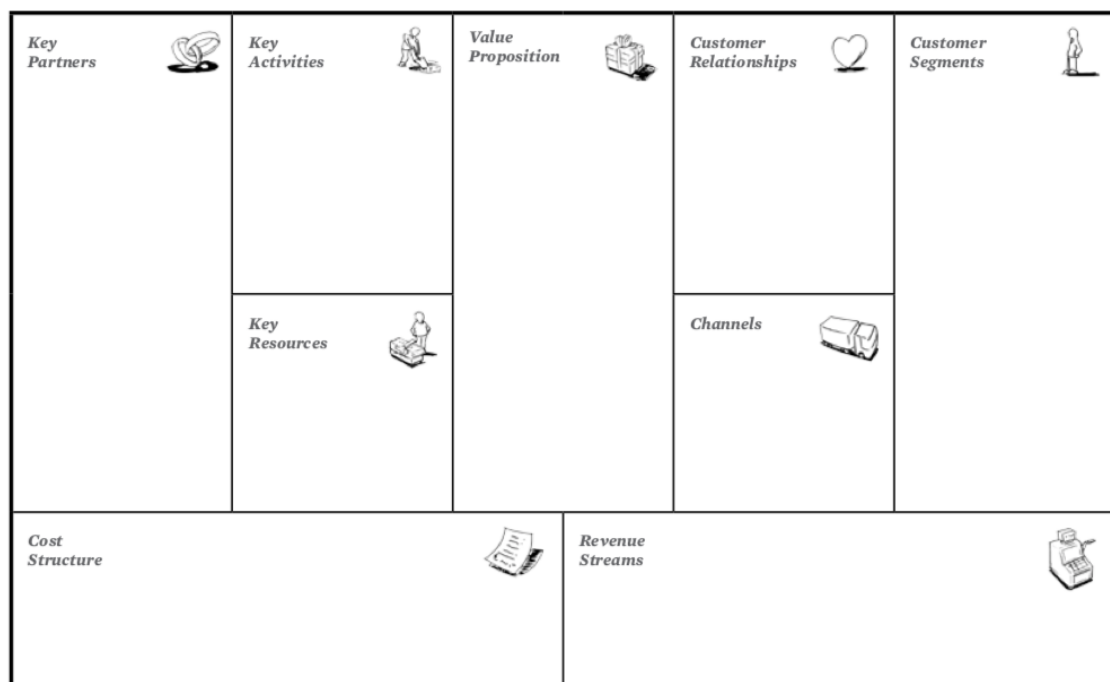 Key
Partners
Key
Activities
Value
Proposition
Customer
Relationships
Customer
Segments
Key
Resources
Channels
Cost
Structure
Revenue
Streams